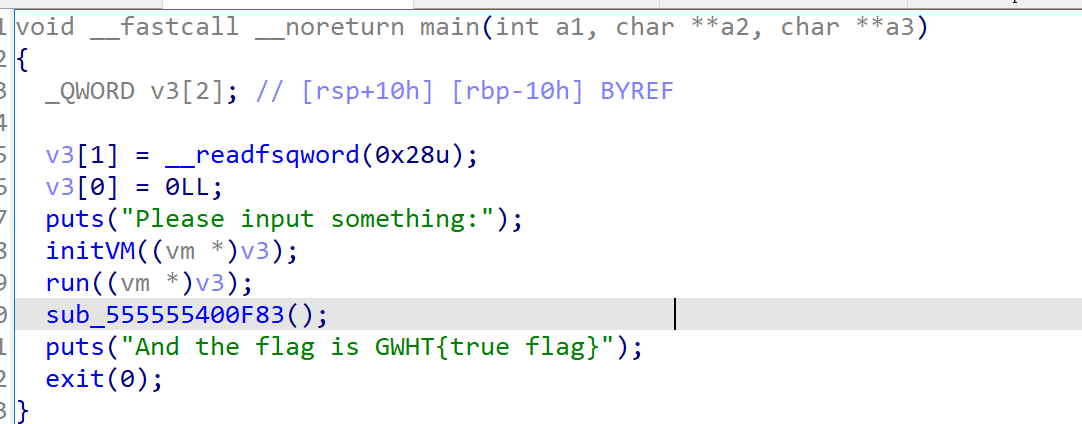 1 void __fastcall __noreturn main(int a1, char **a2, char **a3)
2 {
3 _QWORD v3[2]; // [rsp+10h] [rbp-10h] BYREF
4
5 v3[1] = __readfsqword(0x28u);
6 v3[0] = 0LL;
7 puts("Please input something:");
8 initVM((vm *)v3);
9 run((vm *)v3);
0 sub_555555400F83();
1 puts("And the flag is GWHT{true flag}");
2 exit(0);
3 }